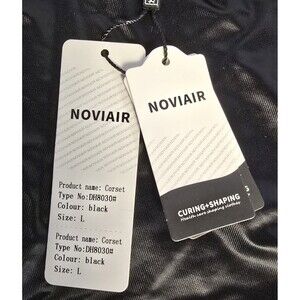 NOVIAIR
Product name: Corset
Type No:DH8030#
Colour: black
Size: L
Product name: Corset
Type No:DH8030#
Colour: black
Size: L
NOVIAIR
CURING+SHAPING